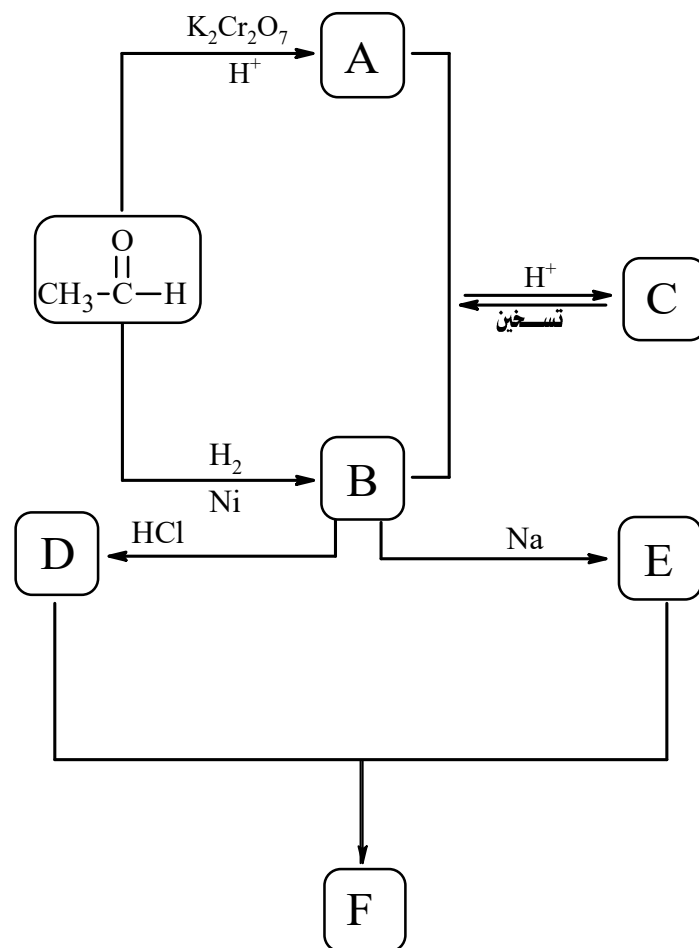 K₂Cr₂O₇
H⁺
A
O
CH₃-C-H
H⁺
تسخين
C
H₂
Ni
B
HCl
D
Na
E
F